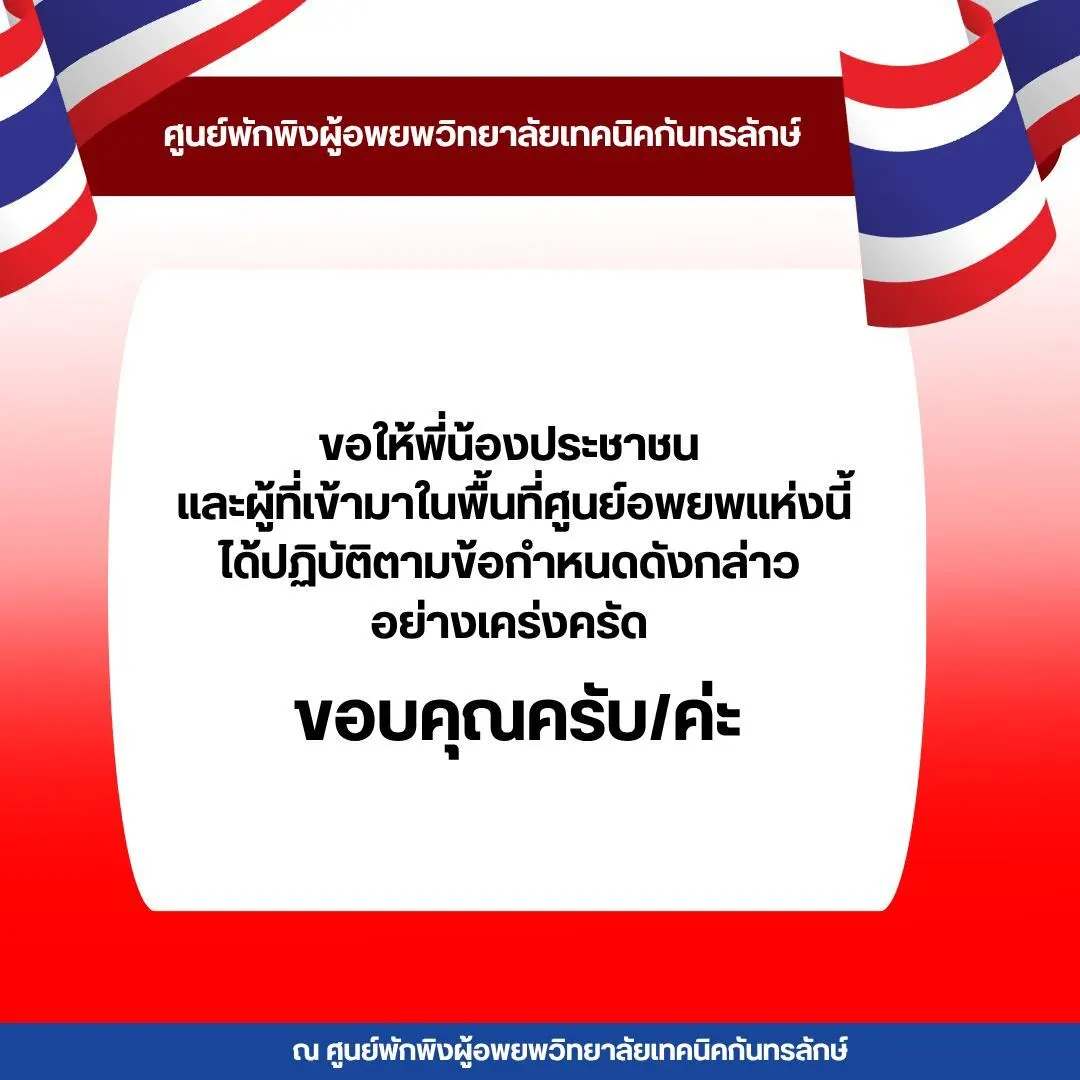 ศูนย์พักพิงผู้อพยพวิทยาลัยเทคนิคกันทรลักษ์
ขอให้พี่น้องประชาชน
และผู้ที่เข้ามาในพื้นที่ศูนย์อพยพแห่งนี้
ได้ปฏิบัติตามข้อกำหนดดังกล่าว
อย่างเคร่งครัด
ขอบคุณครับ/ค่ะ
ณ ศูนย์พักพิงผู้อพยพวิทยาลัยเทคนิคกันทรลักษ์